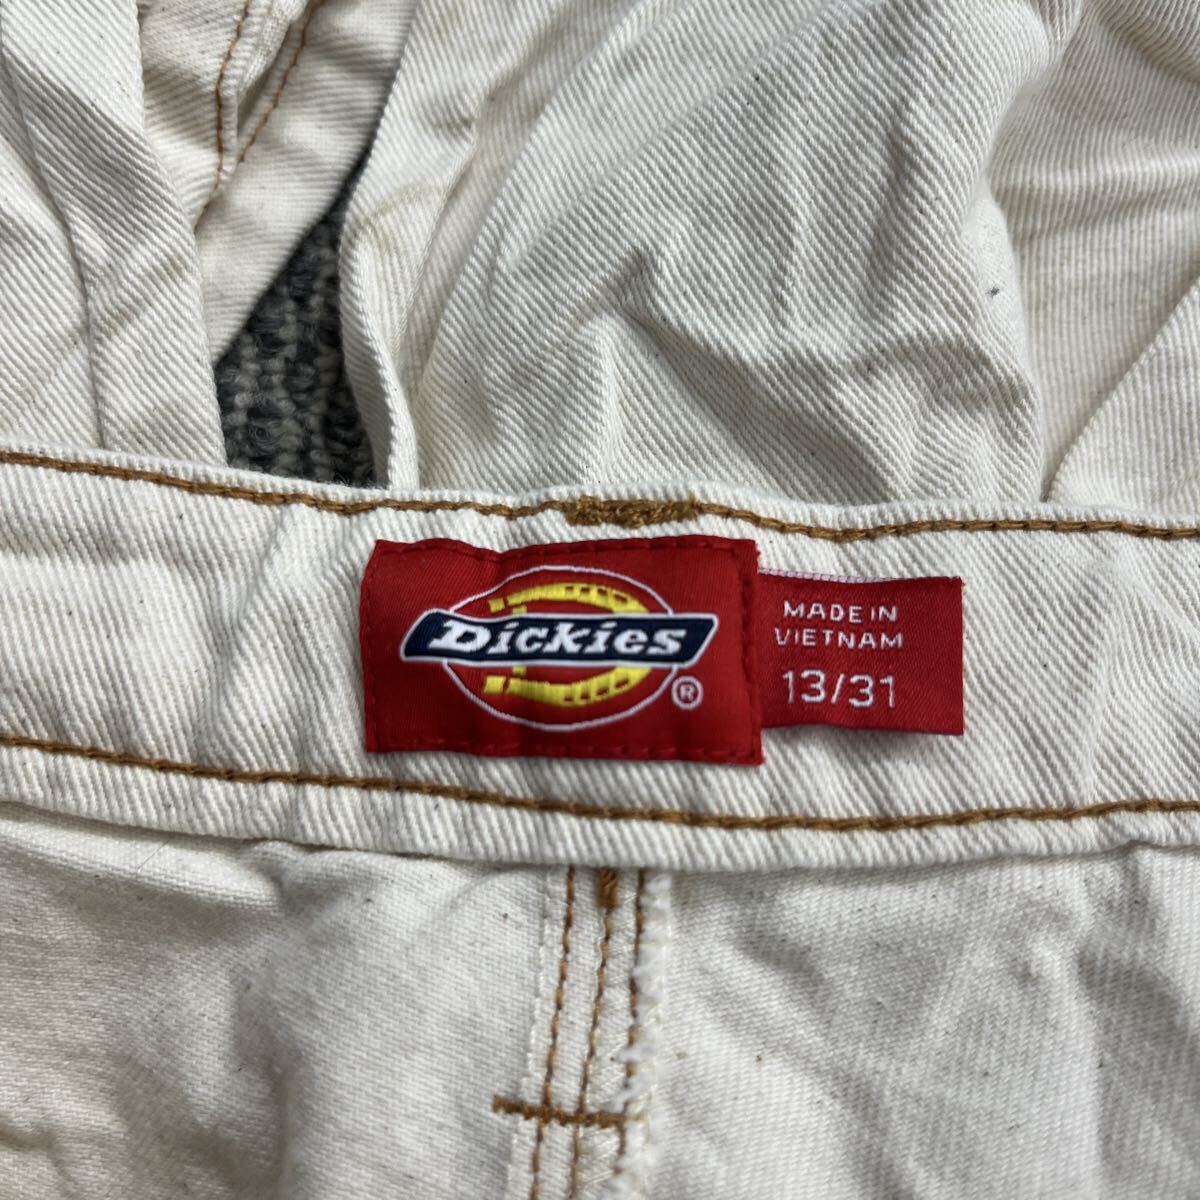 Dickies
®
MADE IN
VIETNAM
13/31